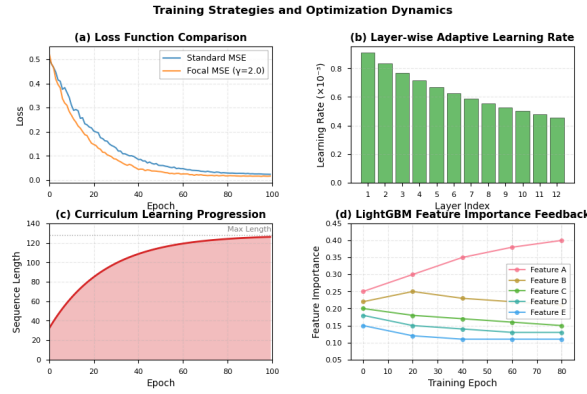 Training Strategies and Optimization Dynamics
(a) Loss Function Comparison
Loss
0.5
0.4
0.3
0.2
0.1
0.0
Standard MSE
Focal MSE (γ=2.0)
0 20 40 60 80 100
Epoch
(b) Layer-wise Adaptive Learning Rate
Learning Rate (×10⁻³)
0.8
0.6
0.4
0.2
0.0
1 2 3 4 5 6 7 8 9 10 11 12
Layer Index
(c) Curriculum Learning Progression
Sequence Length
140
120
100
80
60
40
20
0
Max Length
0 20 40 60 80 100
Epoch
(d) LightGBM Feature Importance Feedback
Feature Importance
0.45
0.40
0.35
0.30
0.25
0.20
0.15
0.10
0.05
Feature A
Feature B
Feature C
Feature D
Feature E
0 20 40 60 80
Training Epoch